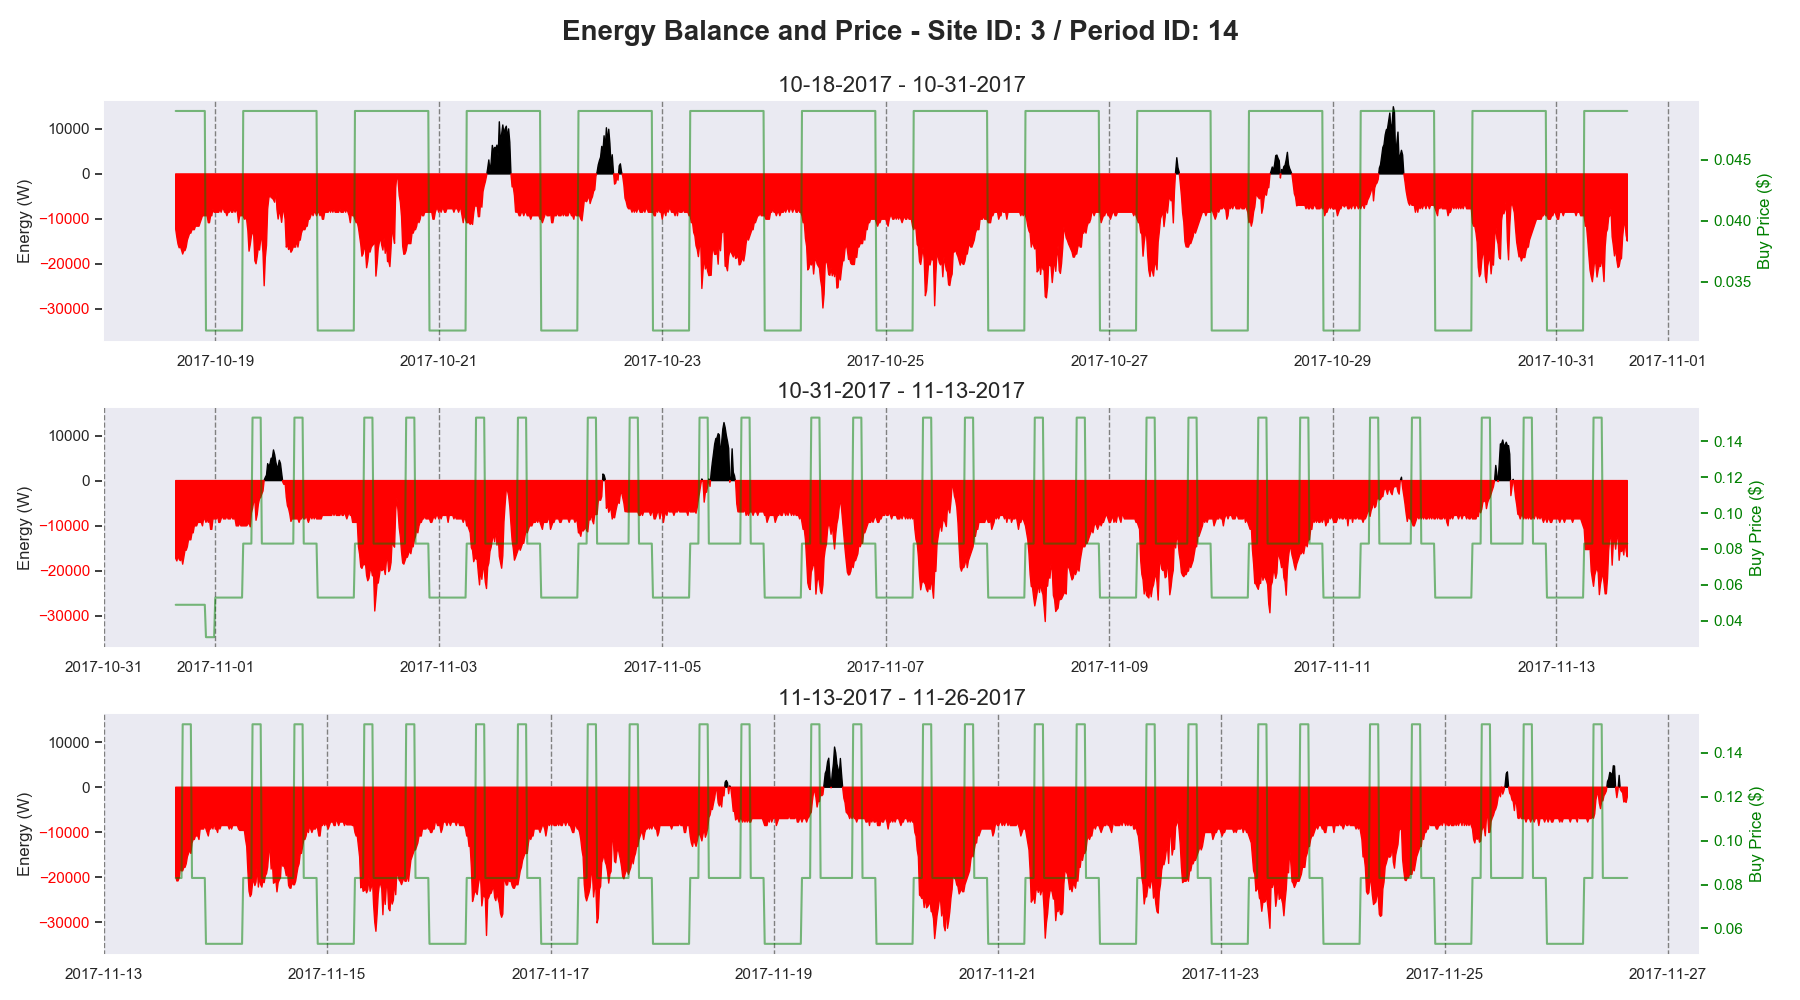 Energy Balance and Price - Site ID: 3 / Period ID: 14
10-18-2017 - 10-31-2017
Energy (W)
10000
0
−10000
−20000
−30000
0.045
0.040
0.035
Buy Price ($)
2017-10-19 2017-10-21 2017-10-23 2017-10-25 2017-10-27 2017-10-29 2017-10-31 2017-11-01
10-31-2017 - 11-13-2017
Energy (W)
10000
0
−10000
−20000
−30000
0.14
0.12
0.10
0.08
0.06
0.04
Buy Price ($)
2017-10-31 2017-11-01 2017-11-03 2017-11-05 2017-11-07 2017-11-09 2017-11-11 2017-11-13
11-13-2017 - 11-26-2017
Energy (W)
10000
0
−10000
−20000
−30000
0.14
0.12
0.10
0.08
0.06
Buy Price ($)
2017-11-13 2017-11-15 2017-11-17 2017-11-19 2017-11-21 2017-11-23 2017-11-25 2017-11-27